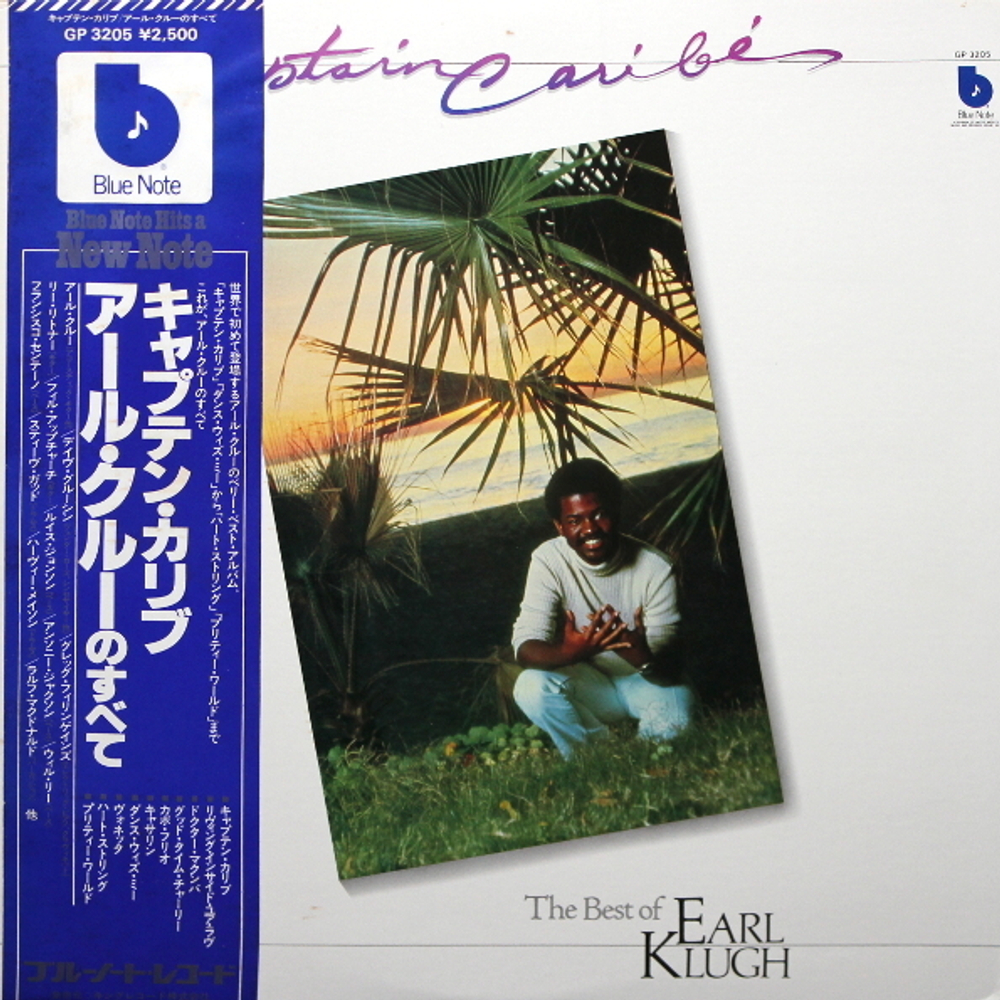 キャプテン・カリブ/アール・クルーのすべて
GP 3205 ¥2,500
Blue Note
Blue Note Hits a
New Note
世界で初めて登場するアール・クルーのベリー・ベスト・アルバム。
「キャプテン・カリブ」「ダンス・ウィズ・ミー」から「ハート・ストリング」「プリティー・ワールド」まで
これが、アール・クルーのすべて
キャプテン・カリブ
アール・クルーのすべて
アール・クルー/デイヴ・グルーシン/グレッグ・フィリンゲインズ
リー・リトナー/フィル・アップチャーチ/ルイス・ジョンソン/アンソニー・ジャクソン/ウィル・リー
フランシスコ・センテーノ/スティーヴ・ガッド/ハーヴィー・メイソン/ラルフ・マクドナルド 他
キャプテン・カリブ
リヴィング・インサイド・ユア・ラヴ
ドクター・マクンバ
グッド・タイム・チャーリー
カボ・フリオ
キャサリン
ダンス・ウィズ・ミー
ヴォネッタ
ハート・ストリング
プリティー・ワールド
ブルーノート・レコード
ptain Caribé
GP 3205
Blue Note
The Best of EARL
KLUGH